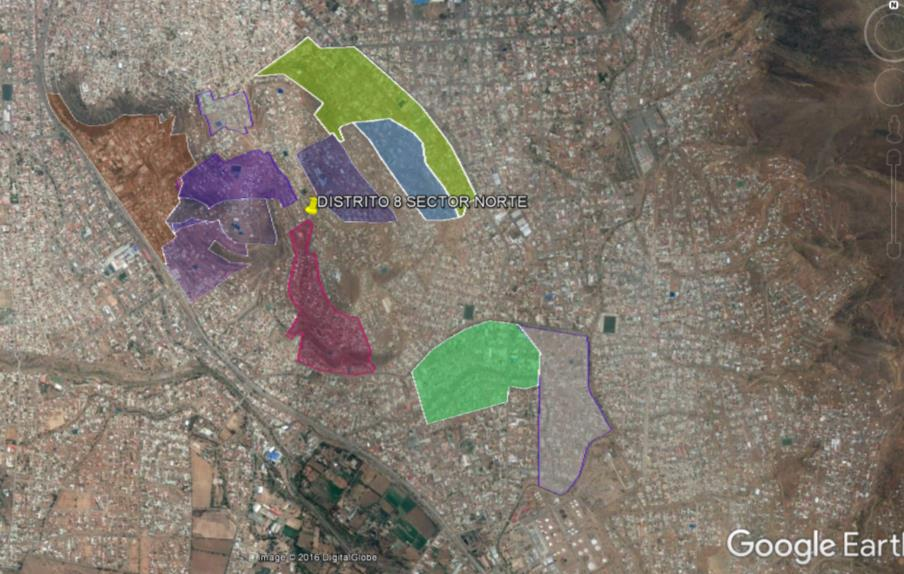 N
DISTRITO 8 SECTOR NORTE
Image © 2016 DigitalGlobe
Google Earth